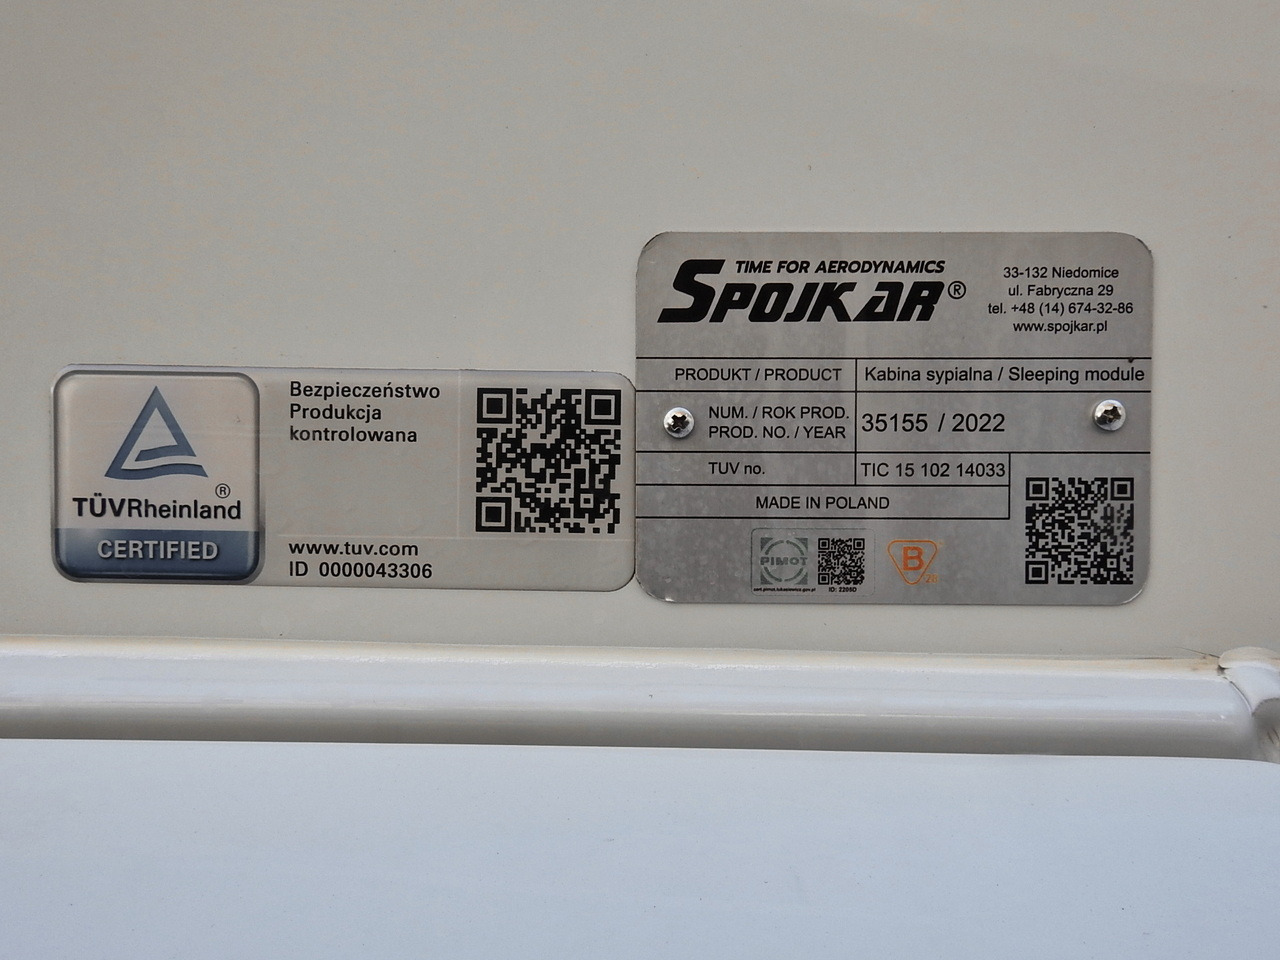 TÜVRheinland®
CERTIFIED
Bezpieczeństwo
Produkcja
kontrolowana
www.tuv.com
ID 0000043306
TIME FOR AERODYNAMICS
SPOJKAR®
33-132 Niedomice
ul. Fabryczna 29
tel. +48 (14) 674-32-86
www.spojkar.pl
PRODUKT / PRODUCT Kabina sypialna / Sleeping module
NUM. / ROK PROD.
PROD. NO. / YEAR
35155 / 2022
TUV no. TIC 15 102 14033
MADE IN POLAND
PIMOT
B
ID: 2208D